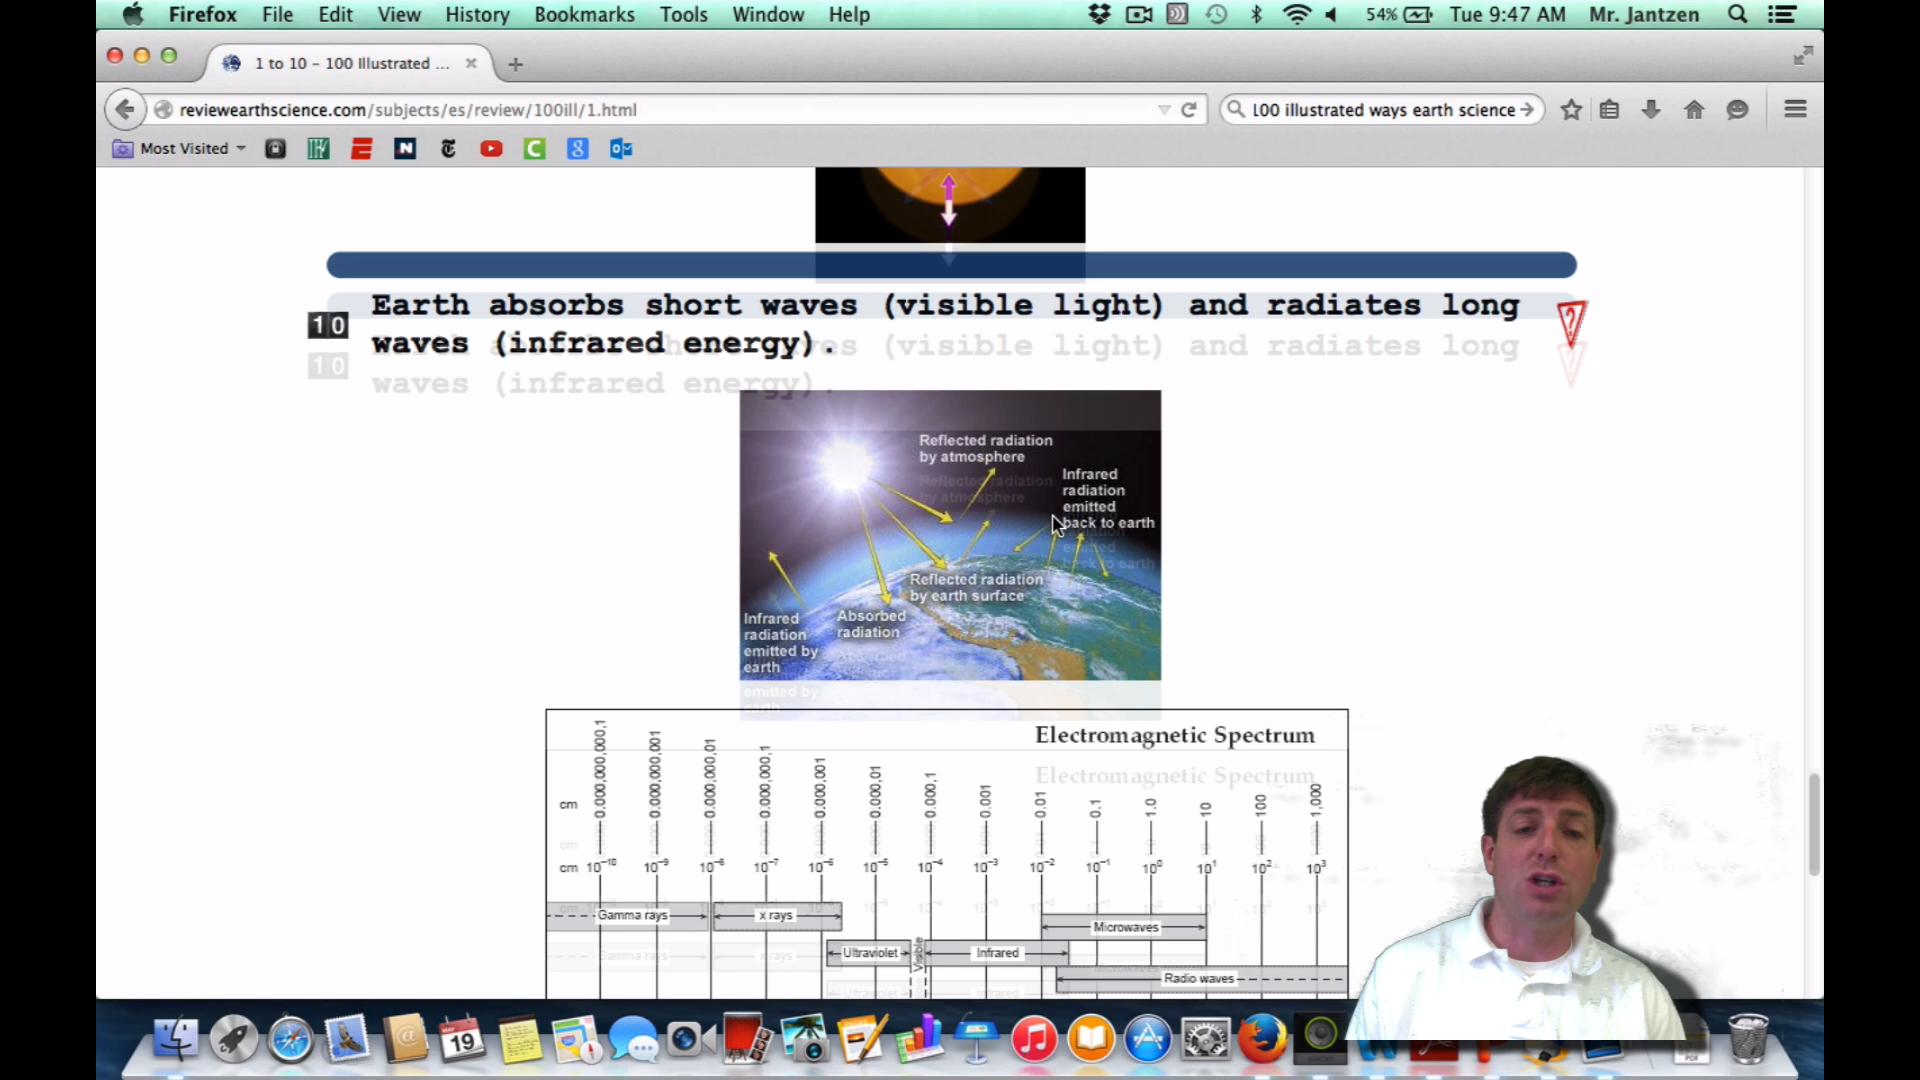 Firefox File Edit View History Bookmarks Tools Window Help 54% Tue 9:47 AM Mr. Jantzen
1 to 10 – 100 Illustrated ...
reviewearthscience.com/subjects/es/review/100ill/1.html
100 illustrated ways earth science
Most Visited
10 Earth absorbs short waves (visible light) and radiates long
waves (infrared energy).
Reflected radiation
by atmosphere
Infrared
radiation
emitted
back to earth
Reflected radiation
by earth surface
Infrared
radiation
emitted by
earth
Absorbed
radiation
Electromagnetic Spectrum
cm 0.000,000,000,1 0.000,000,001 0.000,000,01 0.000,000,1 0.000,001 0.000,01 0.000,1 0.001 0.01 0.1 1.0 10 100 1,000
cm 10⁻¹⁰ 10⁻⁹ 10⁻⁸ 10⁻⁷ 10⁻⁶ 10⁻⁵ 10⁻⁴ 10⁻³ 10⁻² 10⁻¹ 10⁰ 10¹ 10² 10³
Gamma rays x rays
Microwaves
Ultraviolet Visible Infrared
Radio waves
19
PDF